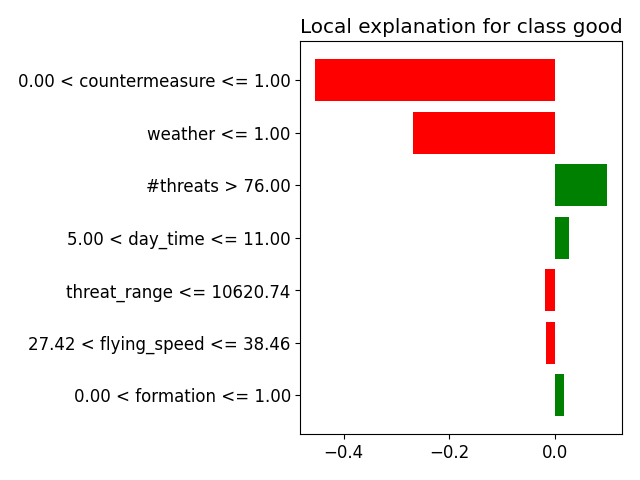 Local explanation for class good
0.00 < countermeasure <= 1.00
weather <= 1.00
#threats > 76.00
5.00 < day_time <= 11.00
threat_range <= 10620.74
27.42 < flying_speed <= 38.46
0.00 < formation <= 1.00
−0.4 −0.2 0.0